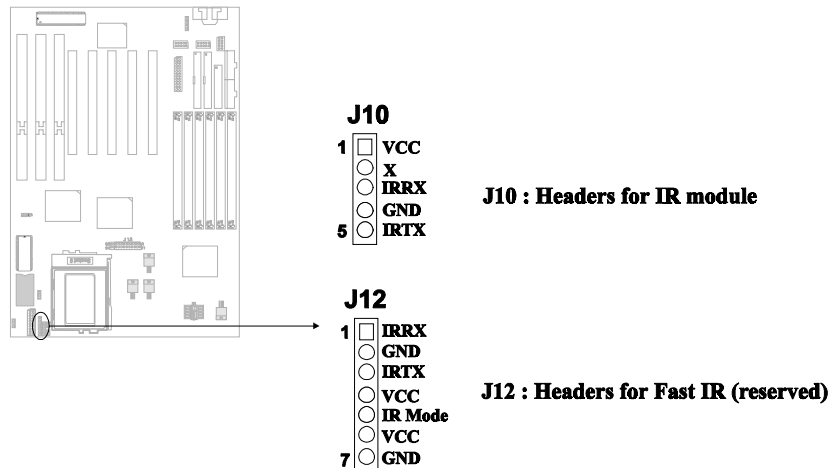 J10
1 VCC
X
IRRX
GND
5 IRTX
J10 : Headers for IR module
J12
1 IRRX
GND
IRTX
VCC
IR Mode
VCC
7 GND
J12 : Headers for Fast IR (reserved)